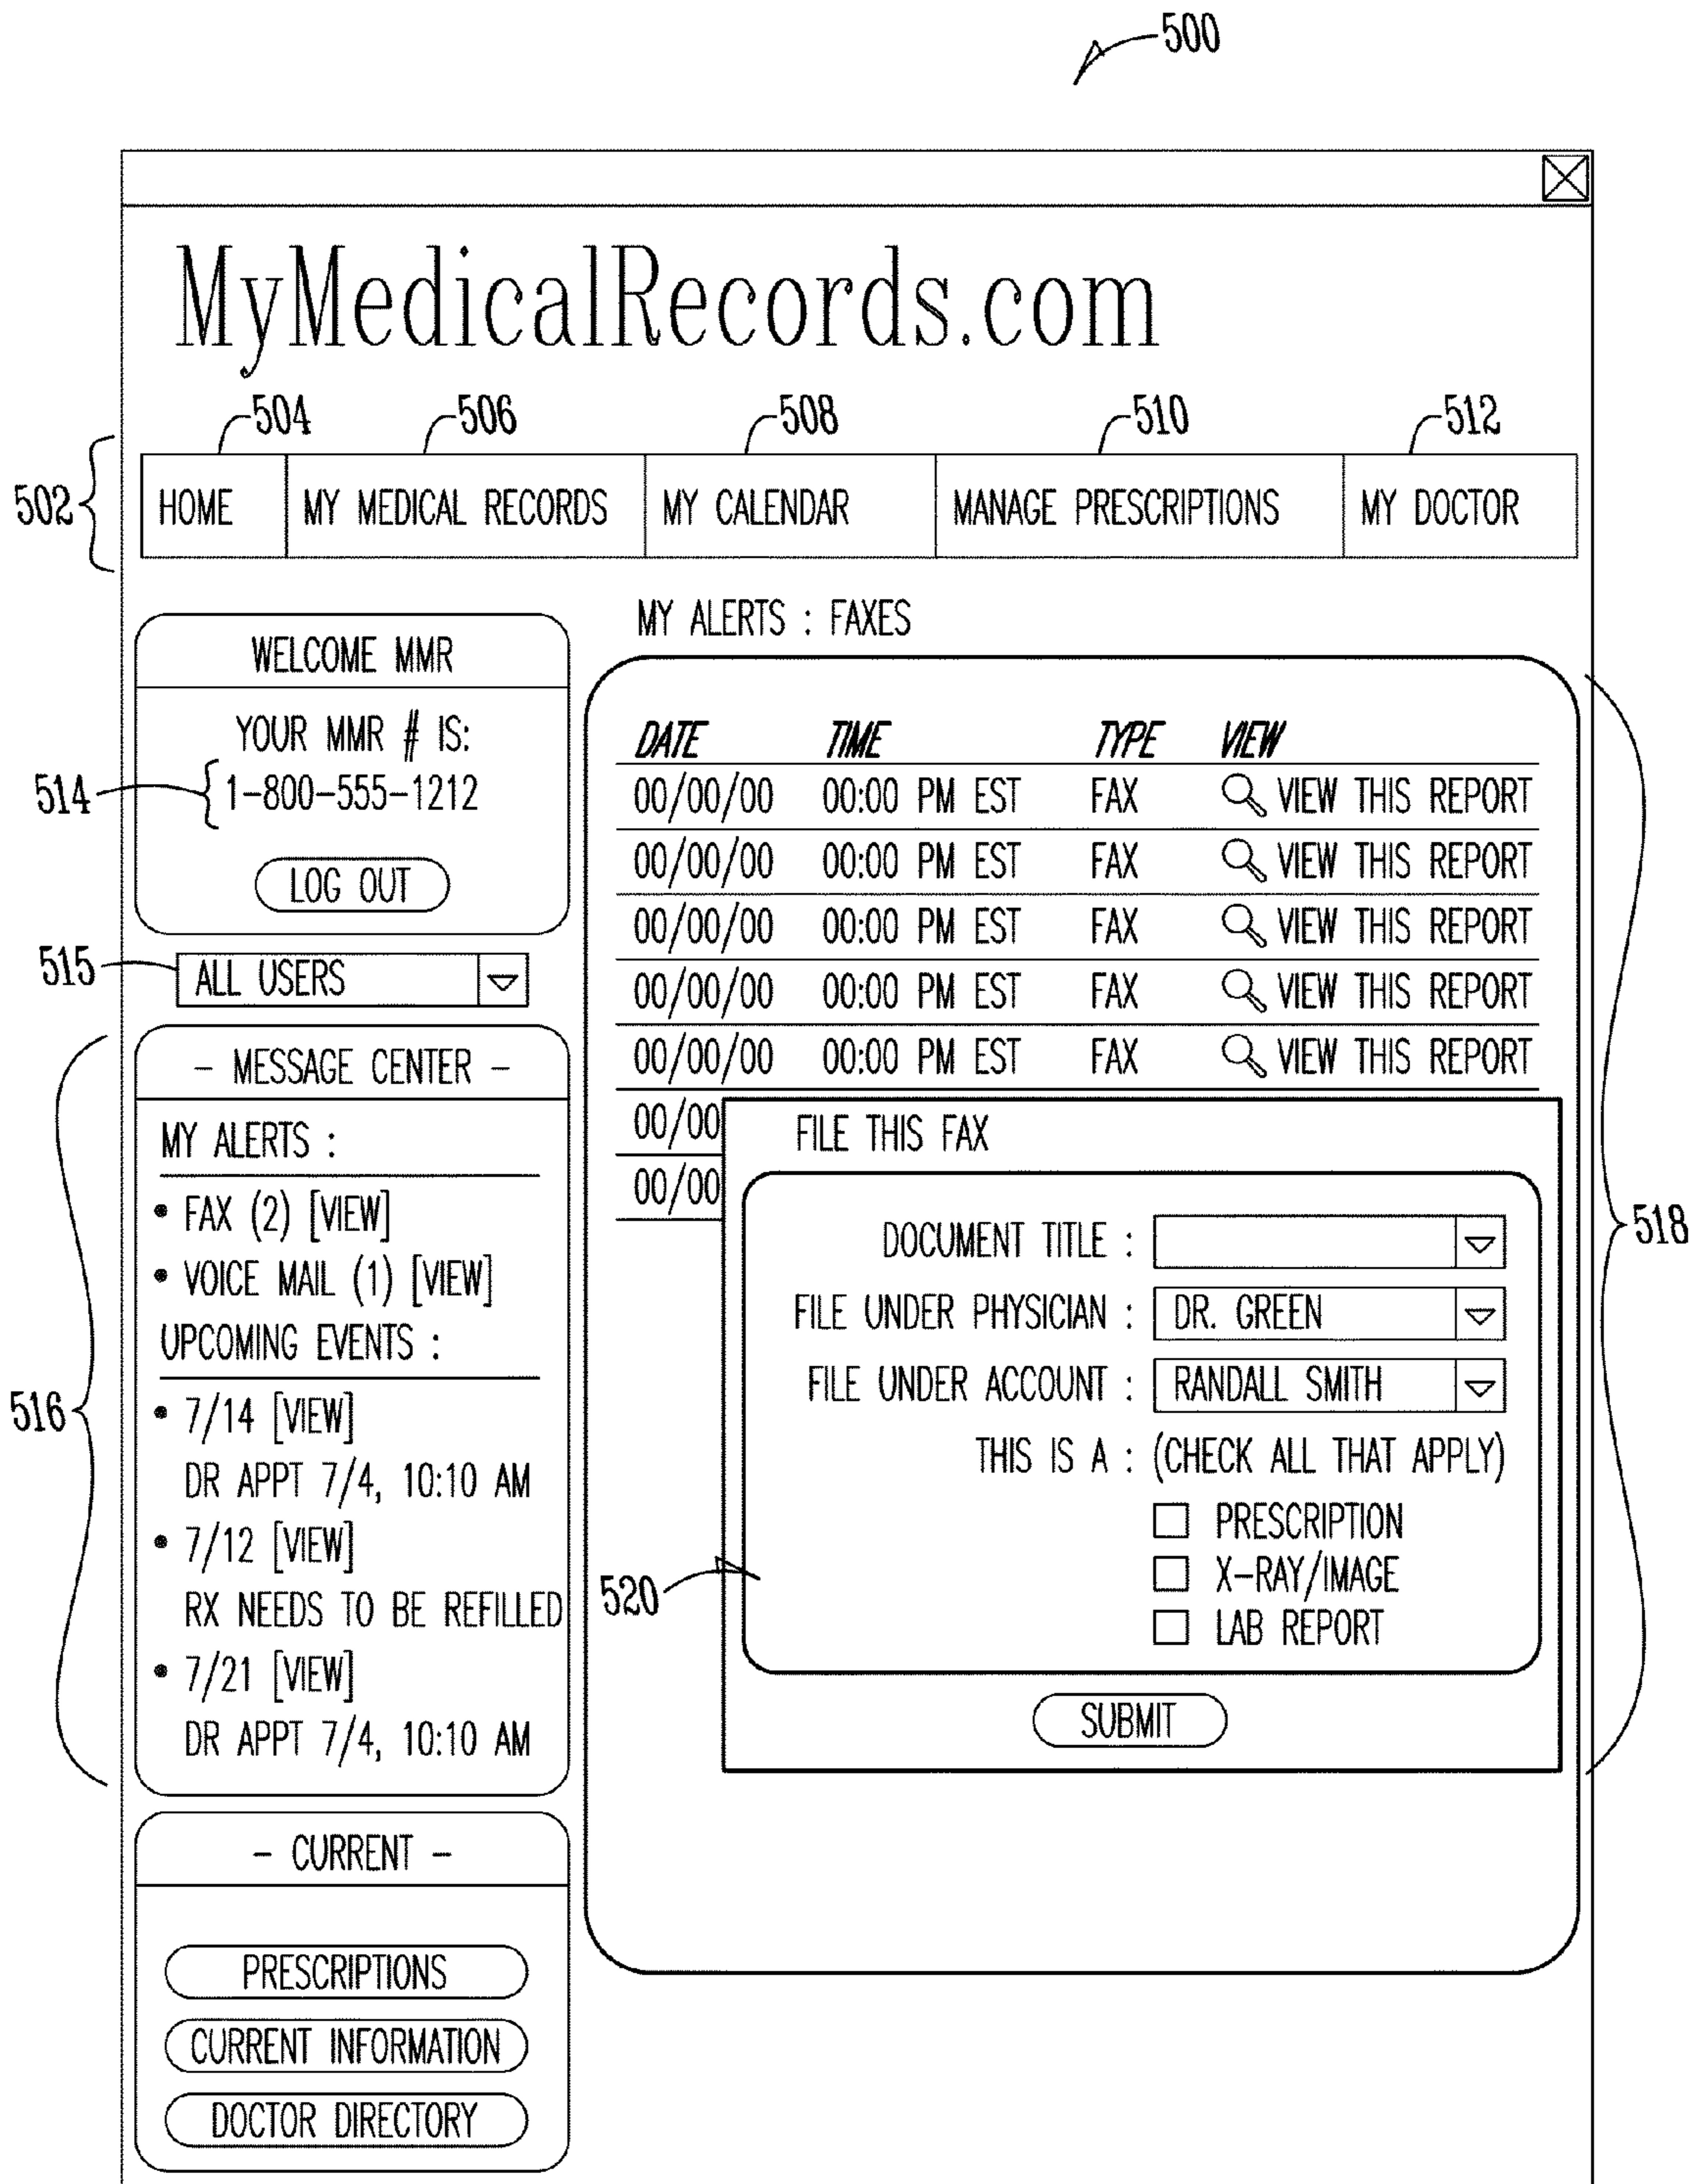 500
MyMedicalRecords.com
504 506 508 510 512
502
HOME MY MEDICAL RECORDS MY CALENDAR MANAGE PRESCRIPTIONS MY DOCTOR
WELCOME MMR
YOUR MMR # IS:
514
1-800-555-1212
LOG OUT
515
ALL USERS
516
- MESSAGE CENTER -
MY ALERTS :
• FAX (2) [VIEW]
• VOICE MAIL (1) [VIEW]
UPCOMING EVENTS :
• 7/14 [VIEW]
DR APPT 7/4, 10:10 AM
• 7/12 [VIEW]
RX NEEDS TO BE REFILLED
• 7/21 [VIEW]
DR APPT 7/4, 10:10 AM
- CURRENT -
PRESCRIPTIONS
CURRENT INFORMATION
DOCTOR DIRECTORY
MY ALERTS : FAXES
518
DATE TIME TYPE VIEW
00/00/00 00:00 PM EST FAX VIEW THIS REPORT
00/00/00 00:00 PM EST FAX VIEW THIS REPORT
00/00/00 00:00 PM EST FAX VIEW THIS REPORT
00/00/00 00:00 PM EST FAX VIEW THIS REPORT
00/00/00 00:00 PM EST FAX VIEW THIS REPORT
00/00
00/00
FILE THIS FAX
DOCUMENT TITLE :
FILE UNDER PHYSICIAN : DR. GREEN
FILE UNDER ACCOUNT : RANDALL SMITH
THIS IS A : (CHECK ALL THAT APPLY)
PRESCRIPTION
X-RAY/IMAGE
LAB REPORT
520
SUBMIT